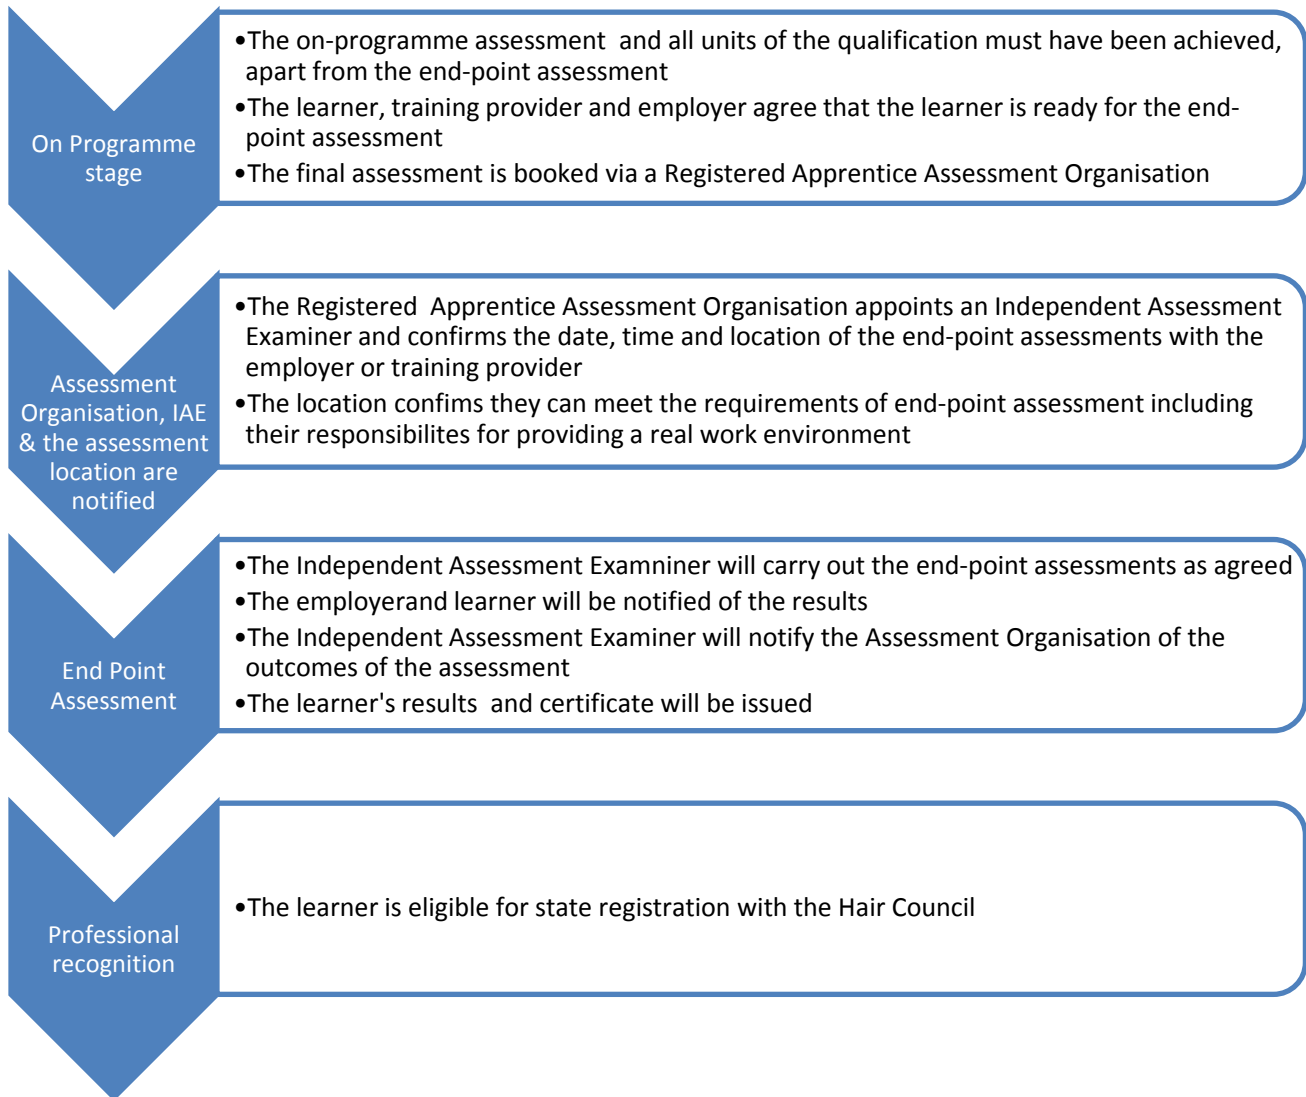 On Programme
stage
•The on-programme assessment  and all units of the qualification must have been achieved,
apart from the end-point assessment
•The learner, training provider and employer agree that the learner is ready for the end-
point assessment
•The final assessment is booked via a Registered Apprentice Assessment Organisation
Assessment
Organisation, IAE
& the assessment
location are
notified
•The Registered  Apprentice Assessment Organisation appoints an Independent Assessment
Examiner and confirms the date, time and location of the end-point assessments with the
employer or training provider
•The location confims they can meet the requirements of end-point assessment including
their responsibilites for providing a real work environment
End Point
Assessment
•The Independent Assessment Examniner will carry out the end-point assessments as agreed
•The employerand learner will be notified of the results
•The Independent Assessment Examiner will notify the Assessment Organisation of the
outcomes of the assessment
•The learner's results  and certificate will be issued
Professional
recognition
•The learner is eligible for state registration with the Hair Council